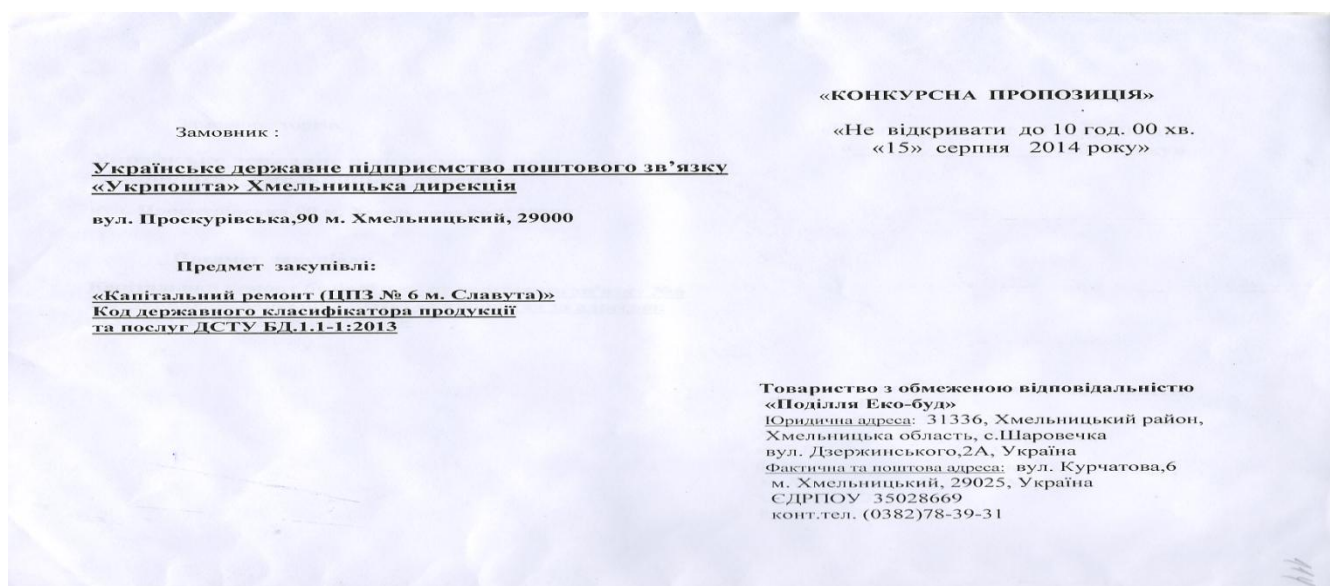 «КОНКУРСНА ПРОПОЗИЦІЯ»
«Не відкривати до 10 год. 00 хв.
«15» серпня 2014 року»
Замовник :
Українське державне підприємство поштового зв’язку
«Укрпошта» Хмельницька дирекція
вул. Проскурівська,90 м. Хмельницький, 29000
Предмет закупівлі:
«Капітальний ремонт (ЦПЗ № 6 м. Славута)»
Код державного класифікатора продукції
та послуг ДСТУ БД.1.1-1:2013
Товариство з обмеженою відповідальністю
«Поділля Еко-буд»
Юридична адреса: 31336, Хмельницький район,
Хмельницька область, с.Шаровечка
вул. Дзержинського,2А, Україна
Фактична та поштова адреса: вул. Курчатова,6
м. Хмельницький, 29025, Україна
ЄДРПОУ 35028669
конт.тел. (0382)78-39-31